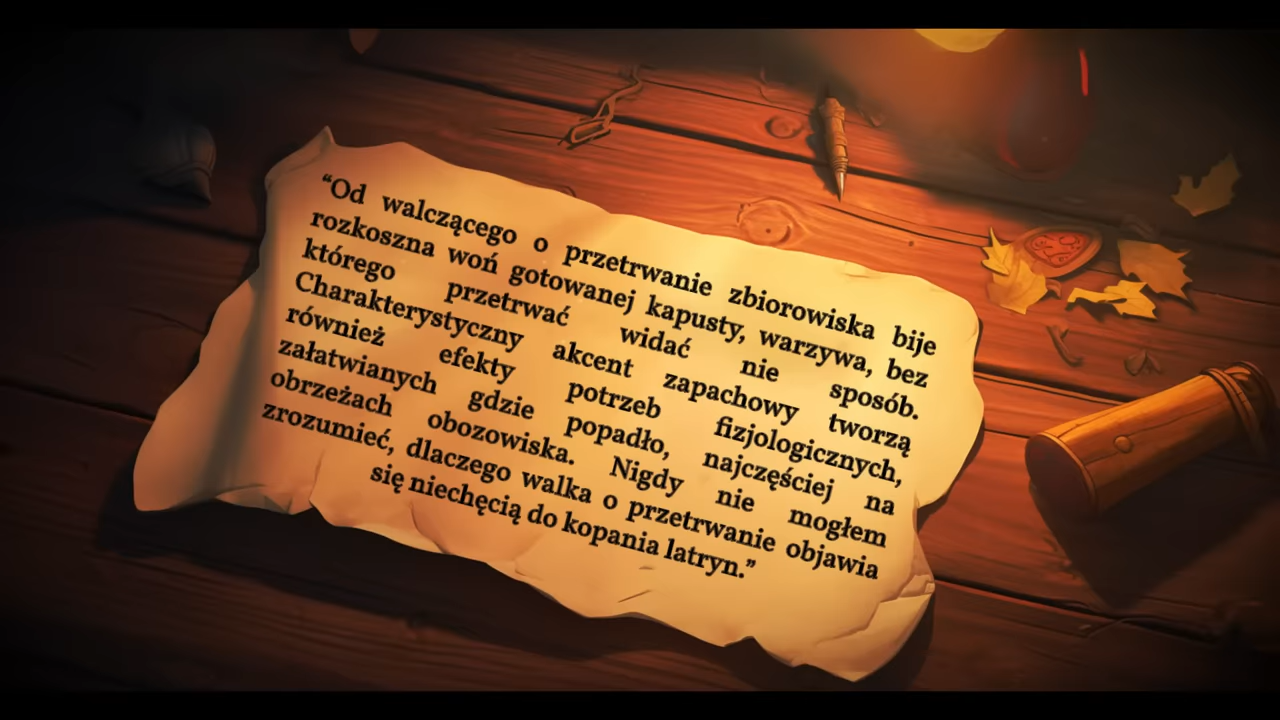 “Od walczącego o przetrwanie zbiorowiska bije
rozkoszna woń gotowanej kapusty, warzywa, bez
którego przetrwać widać nie sposób.
Charakterystyczny akcent zapachowy tworzą
również efekty potrzeb fizjologicznych,
załatwianych gdzie popadło, najczęściej na
obrzeżach obozowiska. Nigdy nie mogłem
zrozumieć, dlaczego walka o przetrwanie objawia
się niechęcią do kopania latryn.”